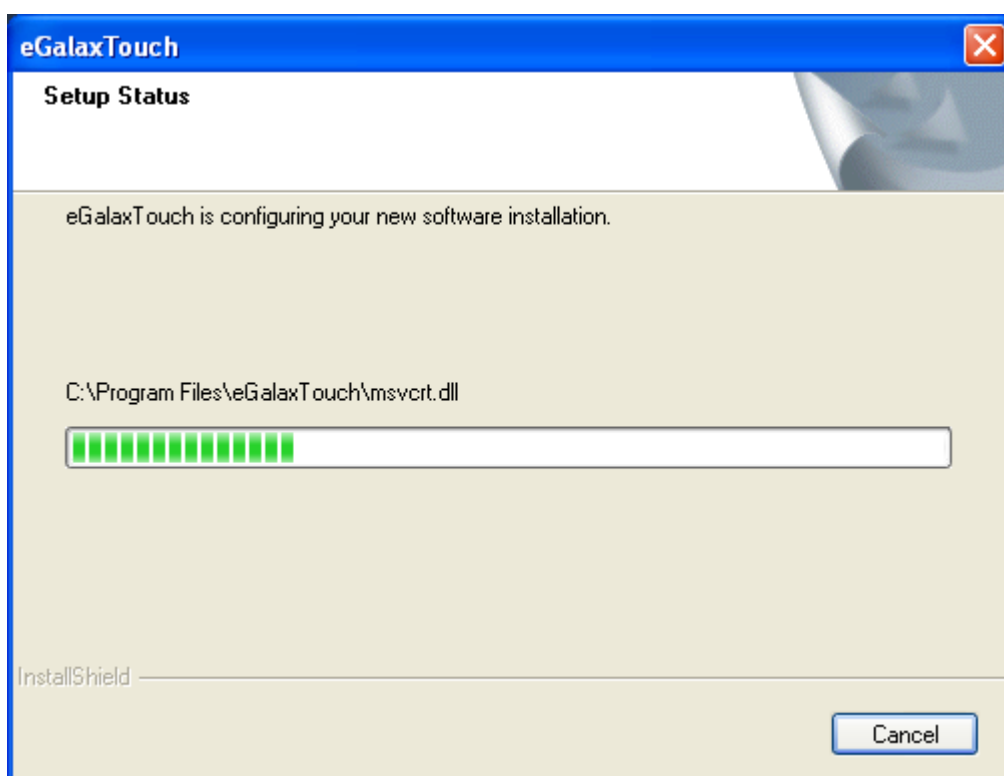 eGalaxTouch
Setup Status
eGalaxTouch is configuring your new software installation.
C:\Program Files\eGalaxTouch\msvcrt.dll
InstallShield
Cancel